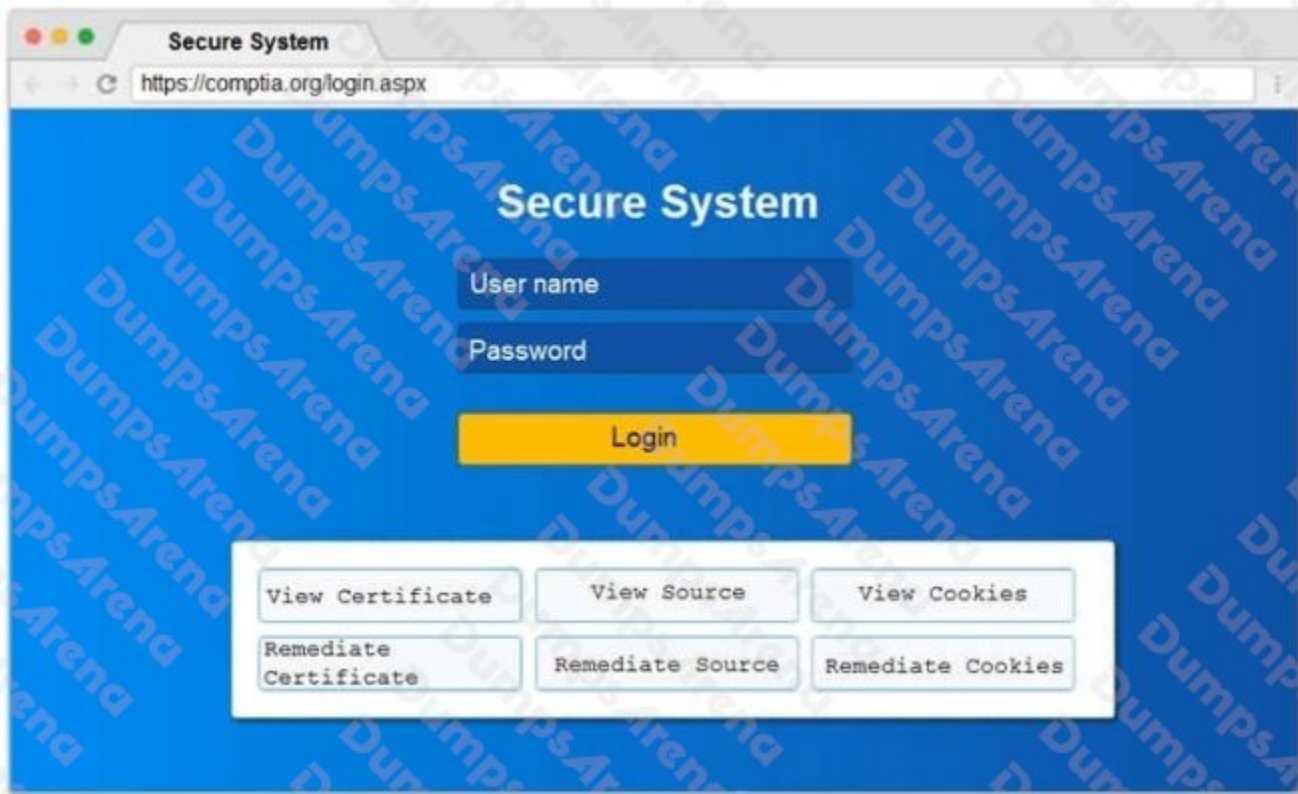 Secure System
https://comptia.org/login.aspx
Secure System
User name
Password
Login
View Certificate
View Source
View Cookies
Remediate
Certificate
Remediate Source
Remediate Cookies
DumpsArena